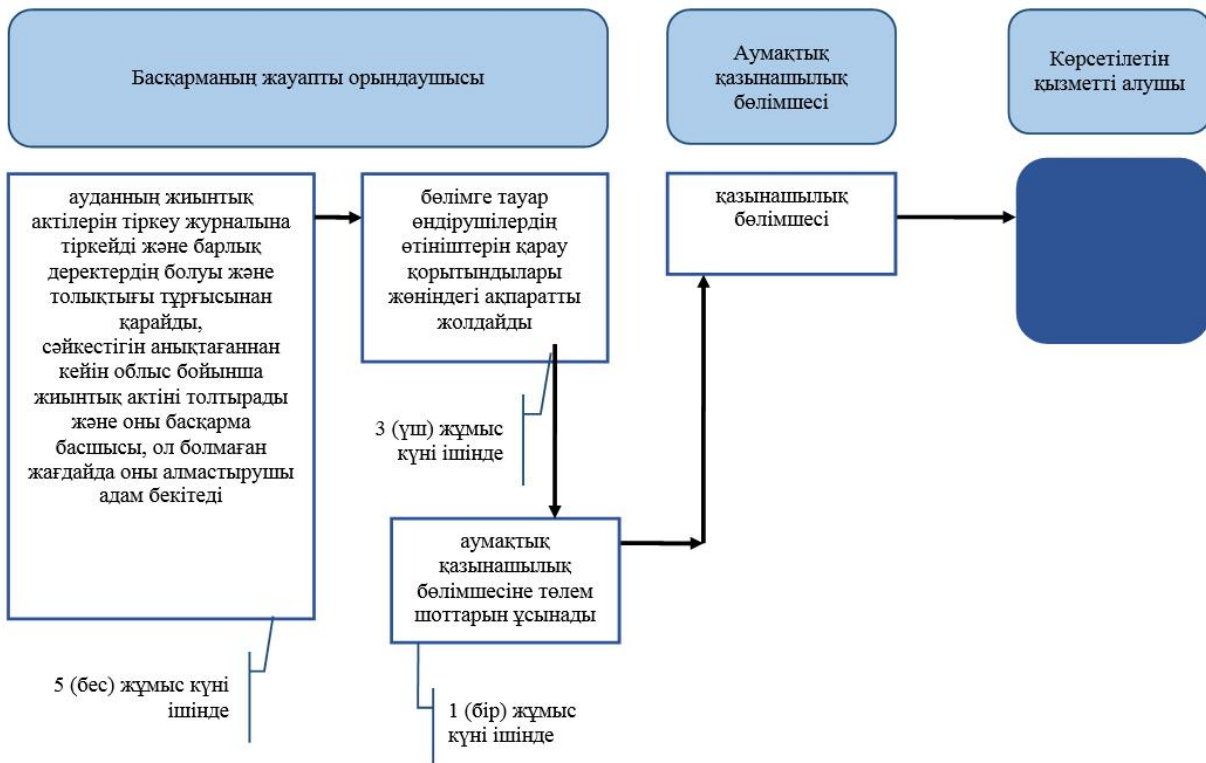 Басқарманың жауапты орындаушысы
Аумақтық
қазынашылық
бөлімшесі
Көрсетілетін
қызметті алушы
ауданның жиынтық
актілерін тіркеу журналына
тіркейді және барлық
деректердің болуы және
толықтығы тұрғысынан
қарайды,
сәйкестігін анықтағаннан
кейін облыс бойынша
жиынтық актіні толтырады
және оны басқарма
басшысы, ол болмаған
жағдайда оны алмастырушы
адам бекітеді
5 (бес) жұмыс күні
ішінде
бөлімге тауар
өндірушілердің
өтініштерін қарау
қорытындылары
жөніндегі ақпаратты
жолдайды
3 (үш) жұмыс
күні ішінде
аумақтық
қазынашылық
бөлімшесіне төлем
шоттарын ұсынады
1 (бір) жұмыс
күні ішінде
қазынашылық
бөлімшесі